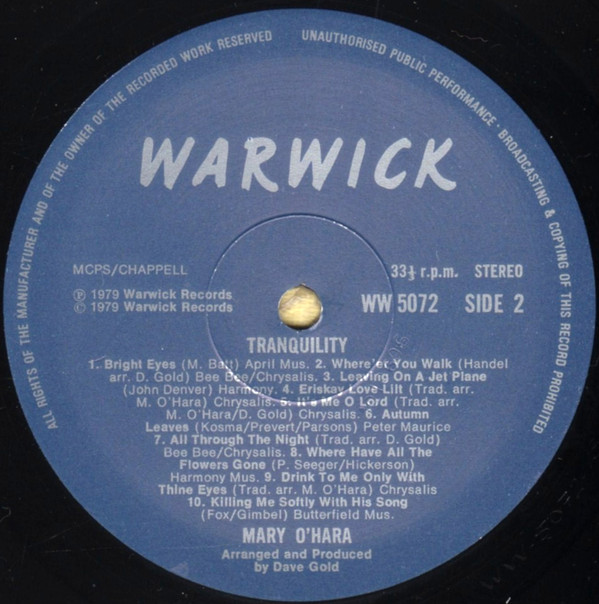 ALL RIGHTS OF THE MANUFACTURER AND OF THE OWNER OF THE RECORDED WORK RESERVED
UNAUTHORISED PUBLIC PERFORMANCE · BROADCASTING & COPYING OF THIS RECORD PROHIBITED
WARWICK
MCPS/CHAPPELL
33⅓ r.p.m. STEREO
Ⓟ 1979 Warwick Records
© 1979 Warwick Records
WW 5072 SIDE 2
TRANQUILITY
1. Bright Eyes (M. Batt) April Mus. 2. Where'er You Walk (Handel
arr. D. Gold) Bee Bee/Chrysalis. 3. Leaving On A Jet Plane
(John Denver) Harmony. 4. Eriskay Love Lilt (Trad. arr.
M. O'Hara) Chrysalis. 5. It's Me O Lord (Trad. arr.
M. O'Hara/D. Gold) Chrysalis. 6. Autumn
Leaves (Kosma/Prevert/Parsons) Peter Maurice
7. All Through The Night (Trad. arr. D. Gold)
Bee Bee/Chrysalis. 8. Where Have All The
Flowers Gone (P. Seeger/Hickerson)
Harmony Mus. 9. Drink To Me Only With
Thine Eyes (Trad. arr. M. O'Hara) Chrysalis
10. Killing Me Softly With His Song
(Fox/Gimbel) Butterfield Mus.
MARY O'HARA
Arranged and Produced
by Dave Gold